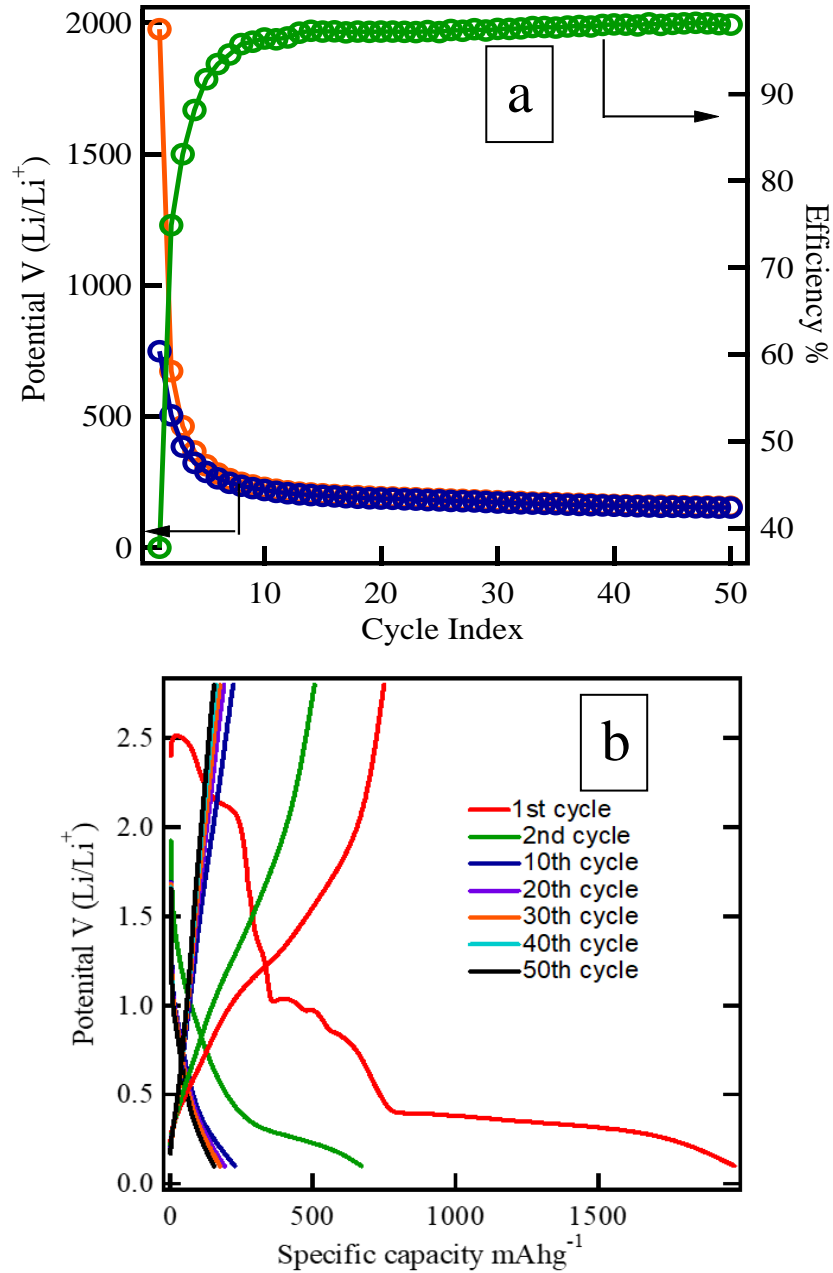 2000
1500
1000
500
0
Potential V (Li/Li+)
a
90
80
70
60
50
40
Efficiency %
10
20
30
40
50
Cycle Index
b
2.5
2.0
1.5
1.0
0.5
0.0
Potenital V (Li/Li+)
1st cycle
2nd cycle
10th cycle
20th cycle
30th cycle
40th cycle
50th cycle
0
500
1000
1500
Specific capacity mAhg-1